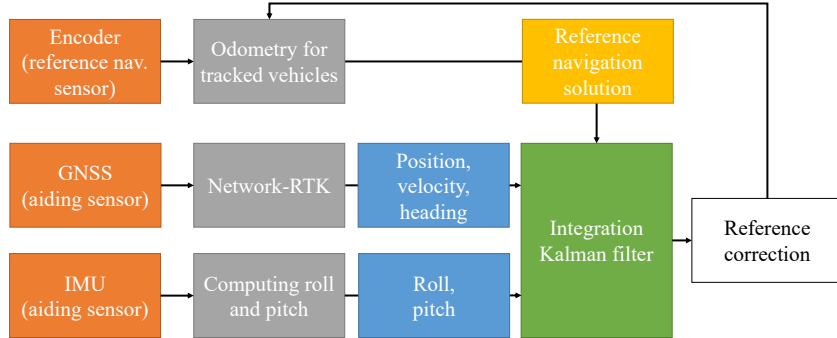 Encoder
(reference nav.
sensor)
Odometry for
tracked vehicles
Reference
navigation
solution
GNSS
(aiding sensor)
Network-RTK
Position,
velocity,
heading
Integration
Kalman filter
Reference
correction
IMU
(aiding sensor)
Computing roll
and pitch
Roll,
pitch